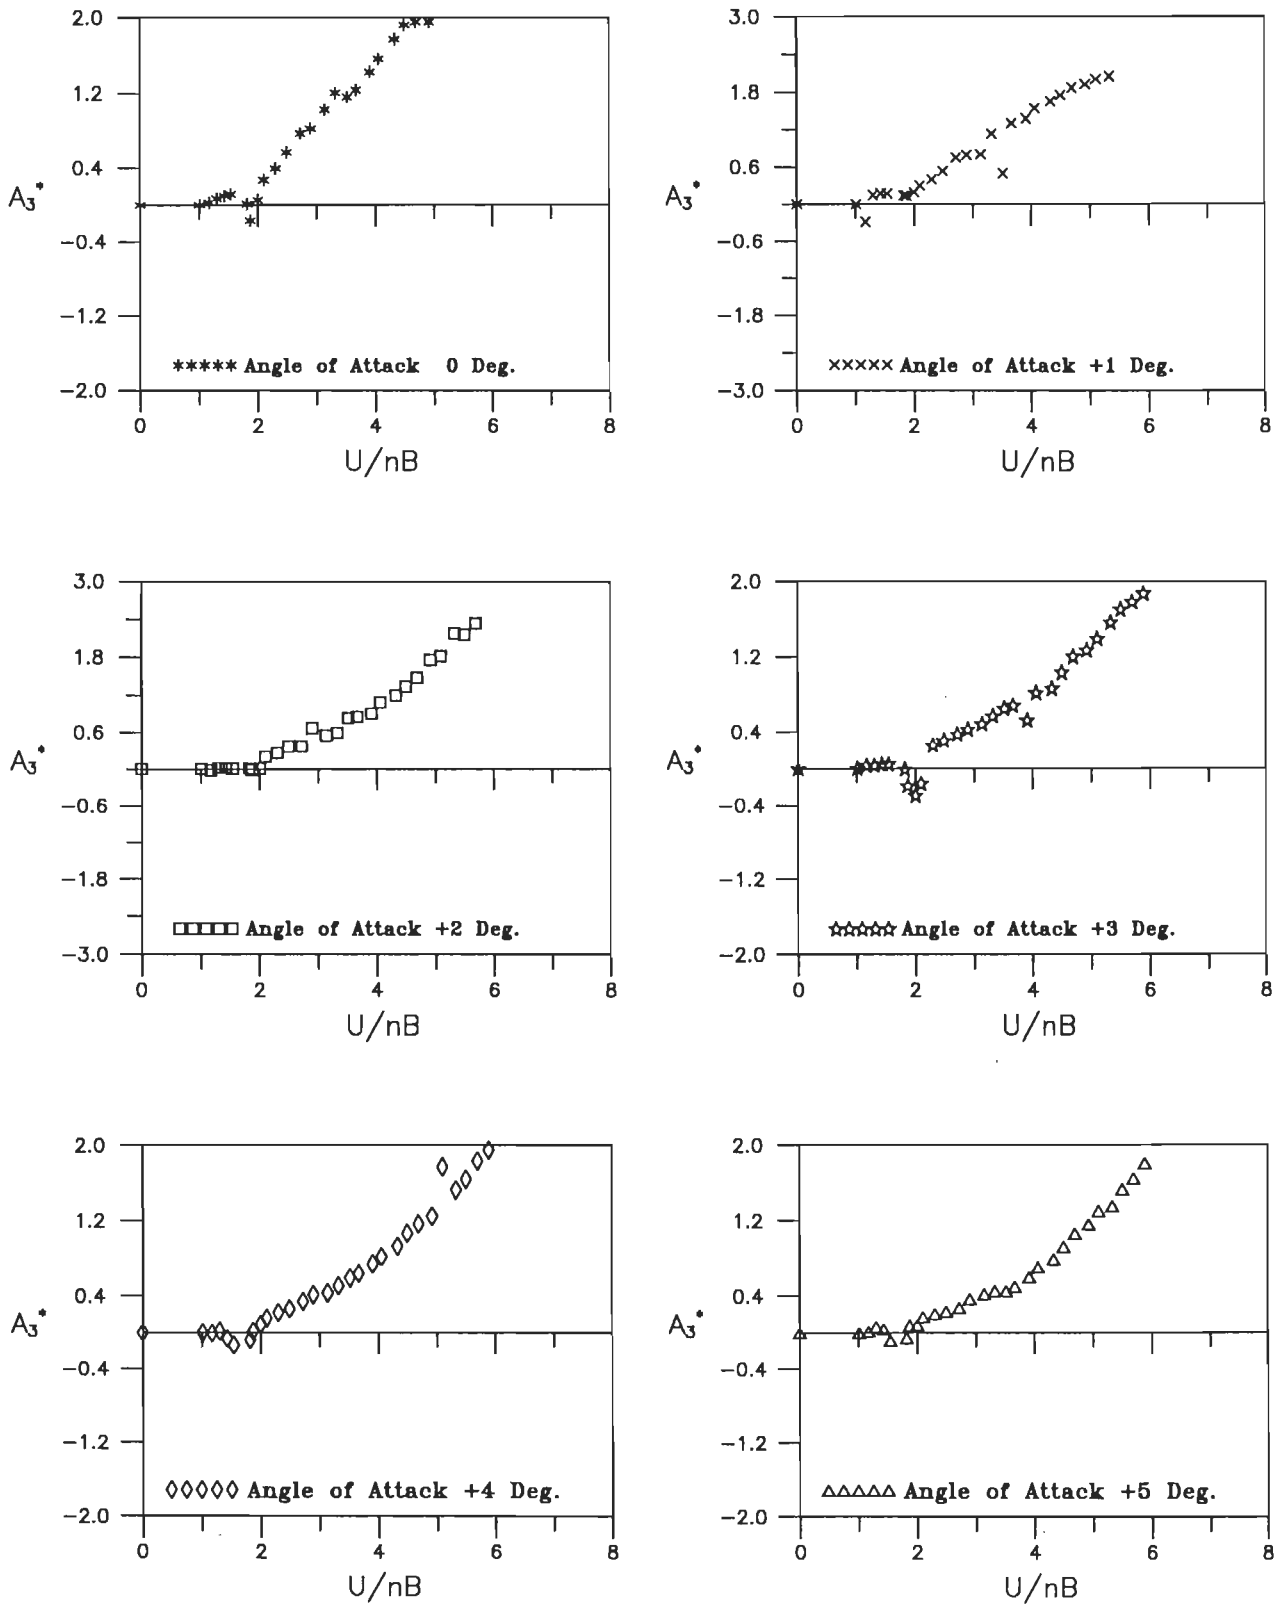 2.0
1.2
0.4
A3*
-0.4
-1.2
***** Angle of Attack 0 Deg.
-2.0
0 2 4 6 8
U/nB
3.0
1.8
0.6
A3*
-0.6
-1.8
××××× Angle of Attack +1 Deg.
-3.0
0 2 4 6 8
U/nB
3.0
1.8
0.6
A3*
-0.6
-1.8
□□□□□ Angle of Attack +2 Deg.
-3.0
0 2 4 6 8
U/nB
2.0
1.2
0.4
A3*
-0.4
-1.2
☆☆☆☆☆ Angle of Attack +3 Deg.
-2.0
0 2 4 6 8
U/nB
2.0
1.2
0.4
A3*
-0.4
-1.2
◊◊◊◊◊ Angle of Attack +4 Deg.
-2.0
0 2 4 6 8
U/nB
2.0
1.2
0.4
A3*
-0.4
-1.2
△△△△△ Angle of Attack +5 Deg.
-2.0
0 2 4 6 8
U/nB